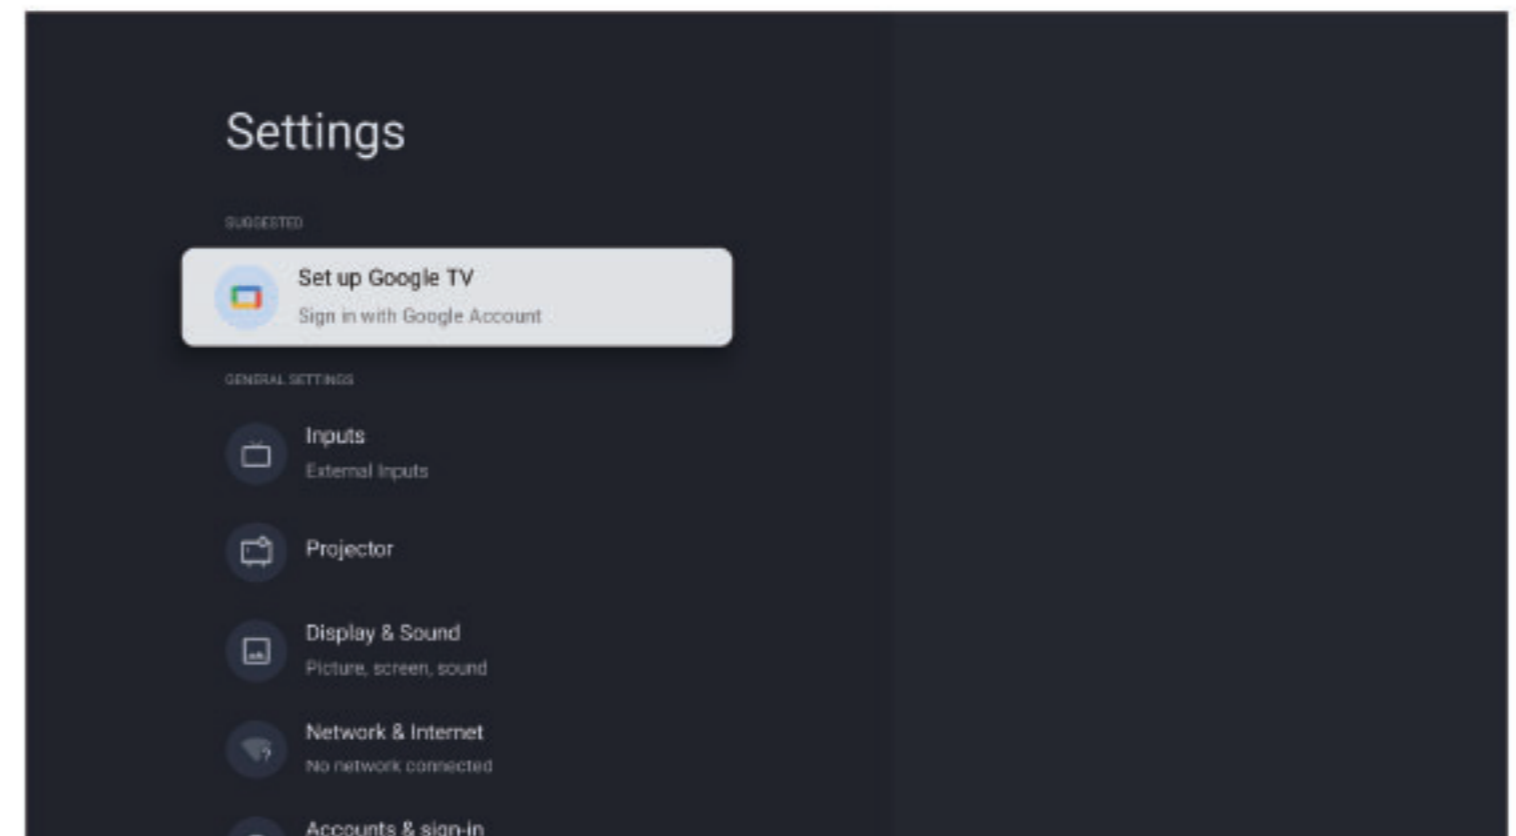 Settings
SUGGESTED
Set up Google TV
Sign in with Google Account
GENERAL SETTINGS
Inputs
External Inputs
Projector
Display & Sound
Picture, screen, sound
Network & Internet
No network connected
Accounts & sign-in